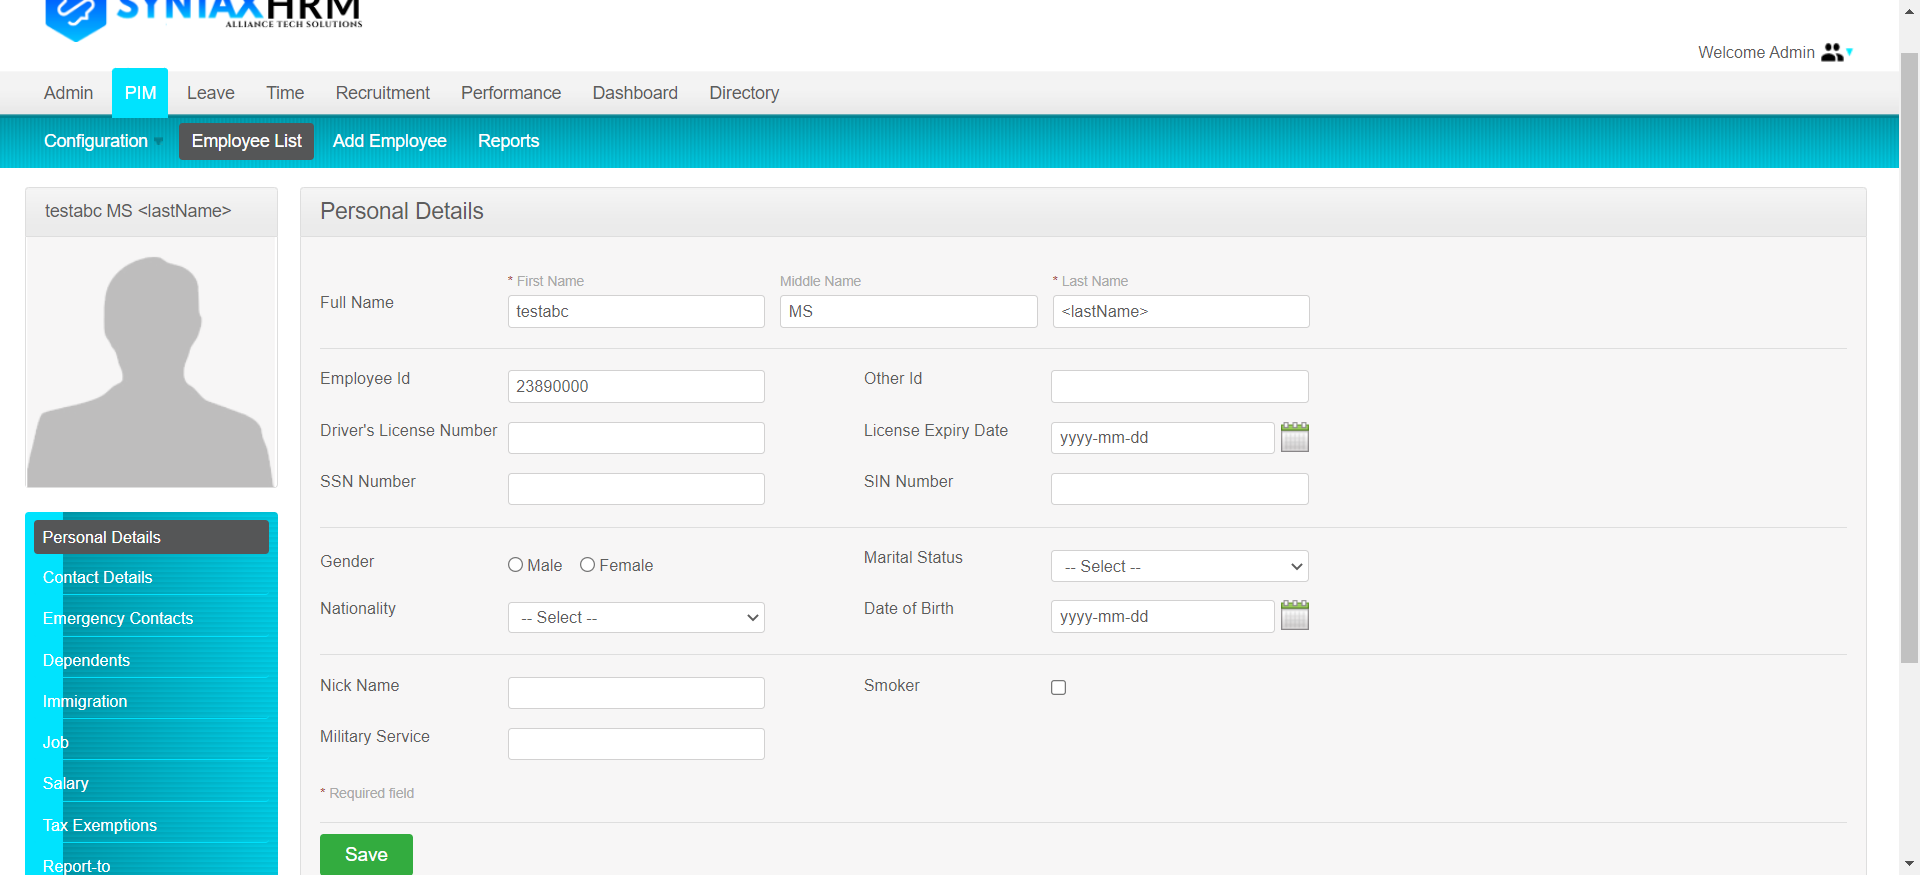 SYNTAXHRM
ALLIANCE TECH SOLUTIONS
Welcome Admin
Admin PIM Leave Time Recruitment Performance Dashboard Directory
Configuration Employee List Add Employee Reports
testabc MS <lastName>
Personal Details
Contact Details
Emergency Contacts
Dependents
Immigration
Job
Salary
Tax Exemptions
Report-to
Personal Details
* First Name Middle Name * Last Name
Full Name testabc MS <lastName>
Employee Id 23890000 Other Id
Driver's License Number License Expiry Date yyyy-mm-dd
SSN Number SIN Number
Gender Male Female Marital Status -- Select --
Nationality -- Select -- Date of Birth yyyy-mm-dd
Nick Name Smoker
Military Service
* Required field
Save